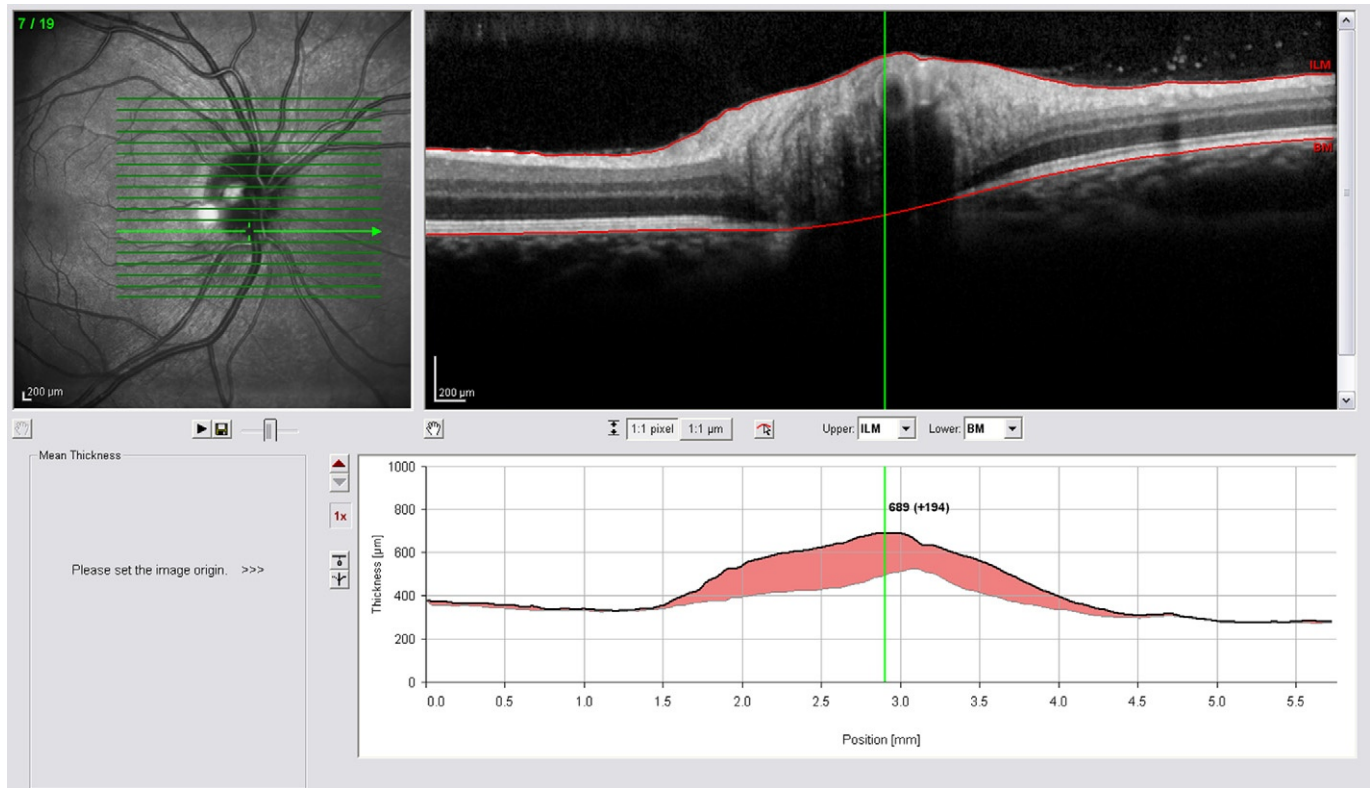 7 / 19
200 µm
ILM
BM
200 µm
1:1 pixel 1:1 µm Upper: ILM Lower: BM
Mean Thickness
Please set the image origin. >>>
1x
Thickness [µm]
1000
800
600
400
200
0
689 (+194)
0.0 0.5 1.0 1.5 2.0 2.5 3.0 3.5 4.0 4.5 5.0 5.5
Position [mm]